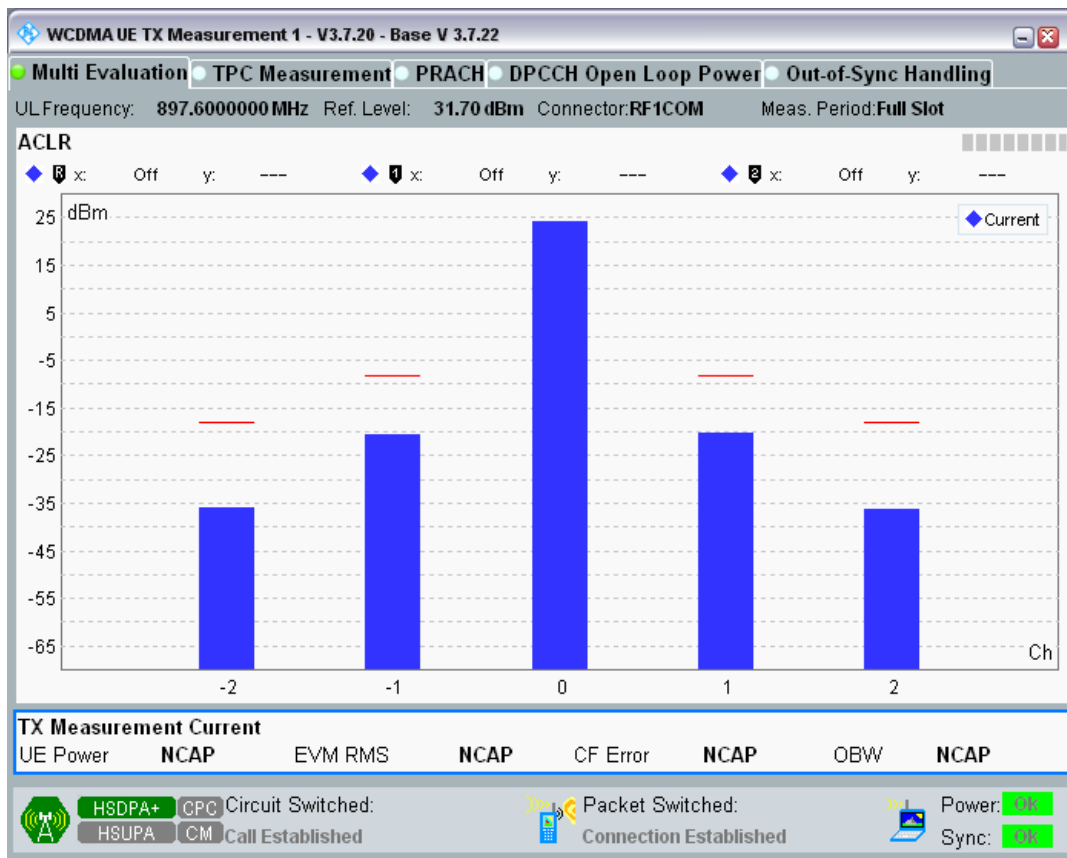 WCDMA UE TX Measurement 1 - V3.7.20 - Base V 3.7.22
Multi Evaluation TPC Measurement PRACH DPCCH Open Loop Power Out-of-Sync Handling
UL Frequency: 897.6000000 MHz Ref. Level: 31.70 dBm Connector:RF1COM Meas. Period:Full Slot
ACLR
R x: Off y: --- 1 x: Off y: --- 2 x: Off y: ---
dBm
Current
25
15
5
-5
-15
-25
-35
-45
-55
-65
Ch
-2 -1 0 1 2
TX Measurement Current
UE Power NCAP EVM RMS NCAP CF Error NCAP OBW NCAP
HSDPA+ CPC Circuit Switched: Packet Switched: Power: Ok
HSUPA CM Call Established Connection Established Sync: Ok